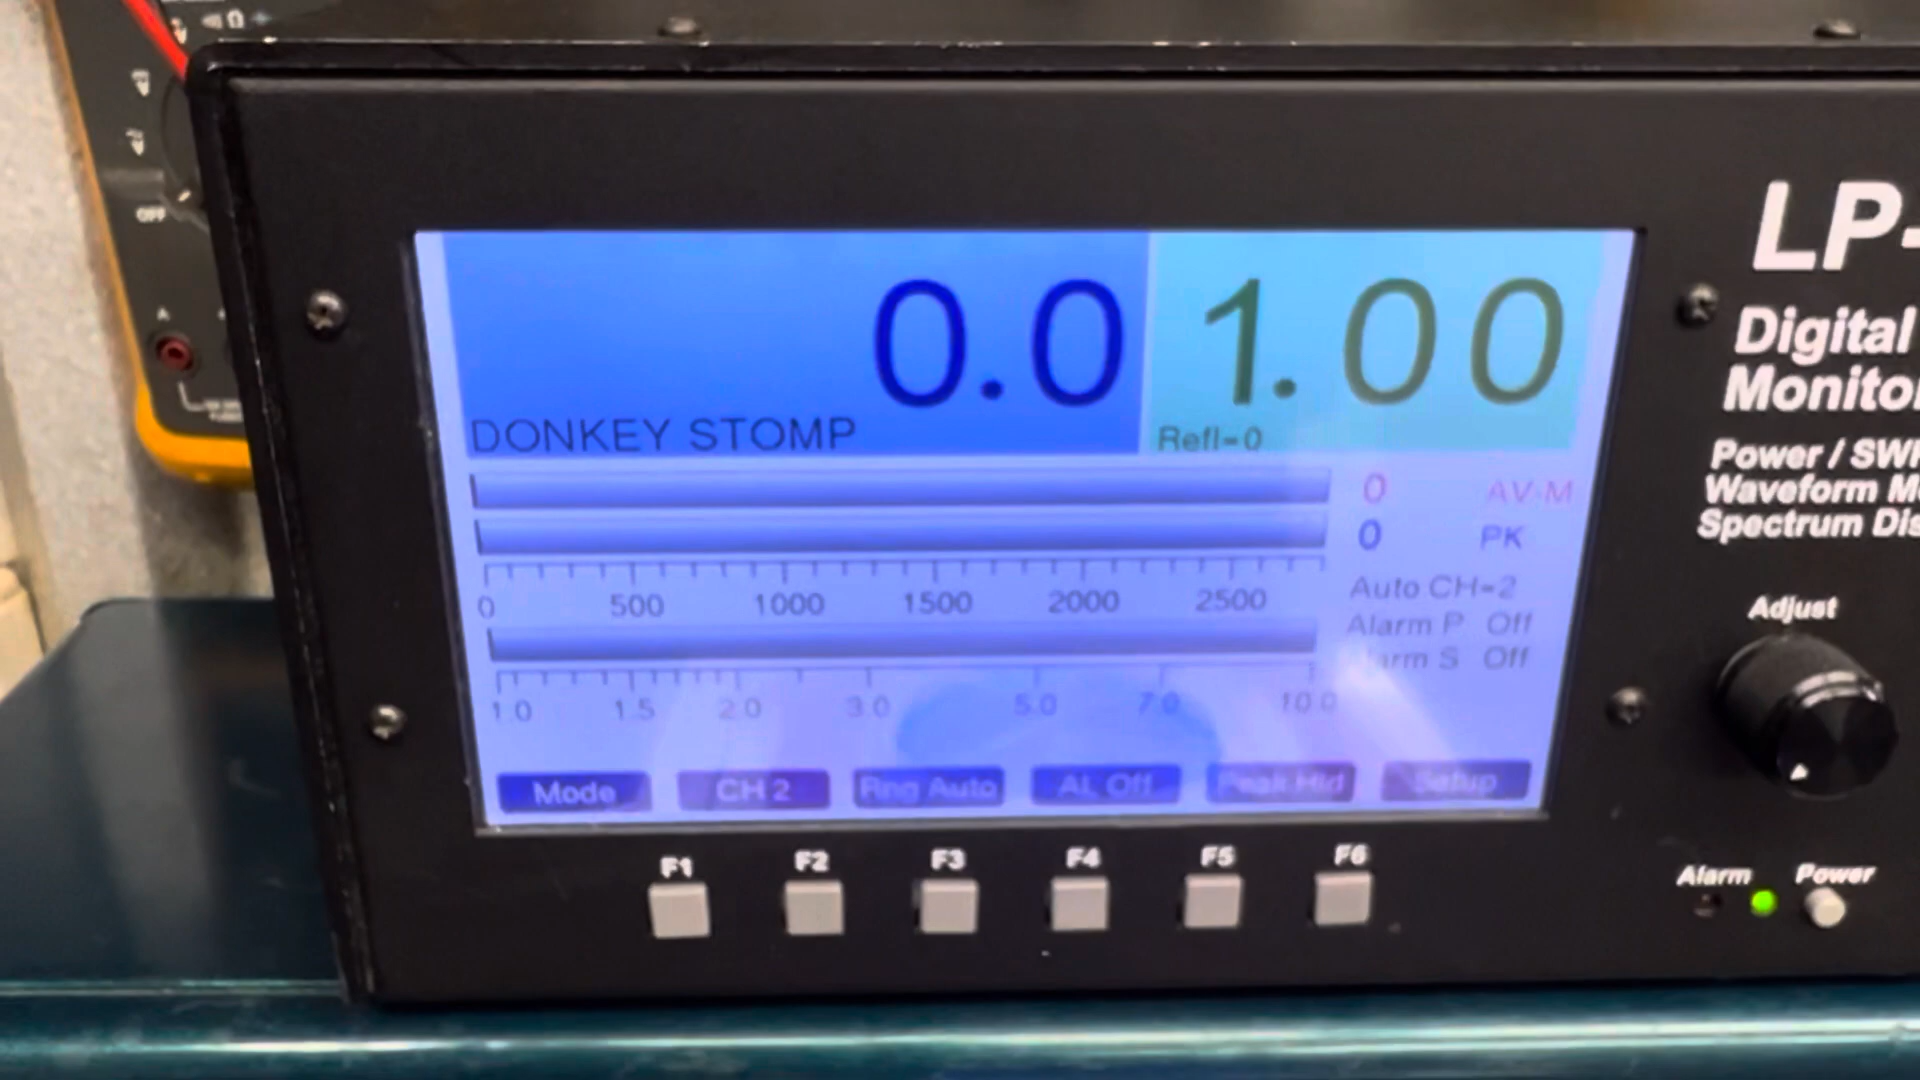 OFF
A
LP-
Digital
Monitor
Power / SWR
Waveform Mo
Spectrum Dis
0.0
1.00
DONKEY STOMP
Refl=0
0 AV-M
0 PK
0 500 1000 1500 2000 2500
Auto CH=2
Alarm P Off
Alarm S Off
1.0 1.5 2.0 3.0 5.0 7.0 10.0
Mode CH 2 Rng Auto AL Off Peak Hld Setup
F1 F2 F3 F4 F5 F6
Adjust
Alarm Power